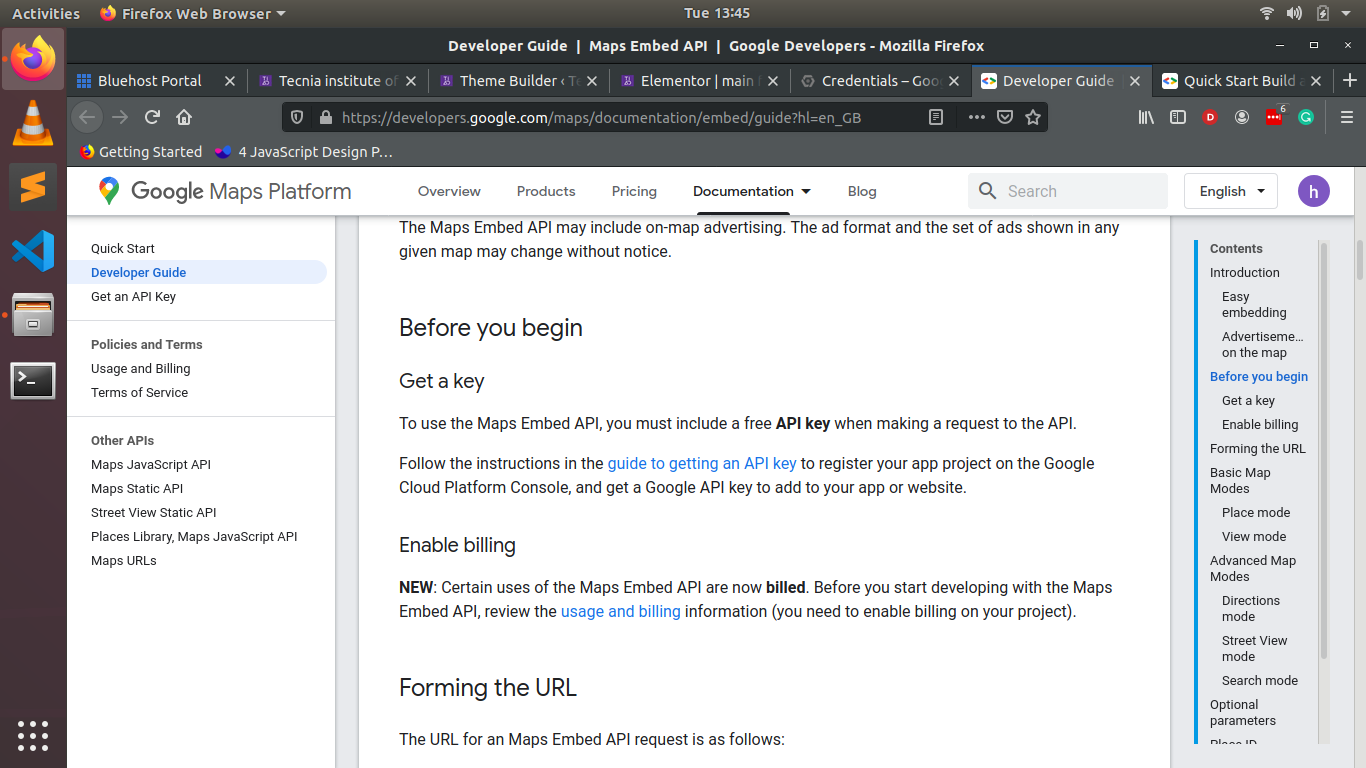 Activities
Firefox Web Browser
Tue 13:45
Developer Guide | Maps Embed API | Google Developers - Mozilla Firefox
Bluehost Portal
Tecnia institute of
Theme Builder ‹ Te
Elementor | main f
Credentials – Goog
Developer Guide
Quick Start Build a
https://developers.google.com/maps/documentation/embed/guide?hl=en_GB
D
6
Getting Started
4 JavaScript Design P…
Google Maps Platform
Overview
Products
Pricing
Documentation
Blog
Search
English
h
Quick Start
Developer Guide
Get an API Key
Policies and Terms
Usage and Billing
Terms of Service
Other APIs
Maps JavaScript API
Maps Static API
Street View Static API
Places Library, Maps JavaScript API
Maps URLs
The Maps Embed API may include on-map advertising. The ad format and the set of ads shown in any
given map may change without notice.
Before you begin
Get a key
To use the Maps Embed API, you must include a free API key when making a request to the API.
Follow the instructions in the guide to getting an API key to register your app project on the Google
Cloud Platform Console, and get a Google API key to add to your app or website.
Enable billing
NEW: Certain uses of the Maps Embed API are now billed. Before you start developing with the Maps
Embed API, review the usage and billing information (you need to enable billing on your project).
Forming the URL
The URL for an Maps Embed API request is as follows:
Contents
Introduction
Easy
embedding
Advertiseme…
on the map
Before you begin
Get a key
Enable billing
Forming the URL
Basic Map
Modes
Place mode
View mode
Advanced Map
Modes
Directions
mode
Street View
mode
Search mode
Optional
parameters
Place ID